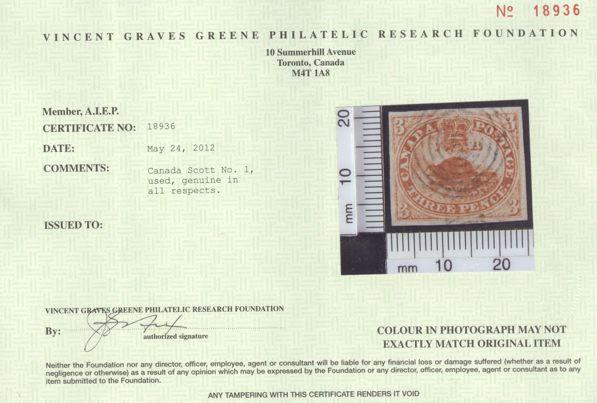 Nº 18936
VINCENT GRAVES GREENE PHILATELIC RESEARCH FOUNDATION
10 Summerhill Avenue
Toronto, Canada
M4T 1A8
Member, A.I.E.P.
CERTIFICATE NO: 18936
DATE: May 24, 2012
COMMENTS: Canada Scott No. 1,
used, genuine in
all respects.
ISSUED TO:
20
10
mm
3 CANADA POSTAGE 3
3 THREE PENCE 3
mm 10 20
VINCENT GRAVES GREENE PHILATELIC RESEARCH FOUNDATION
By:
authorized signature
COLOUR IN PHOTOGRAPH MAY NOT
EXACTLY MATCH ORIGINAL ITEM
Neither the Foundation nor any director, officer, employee, agent or consultant will be liable for any financial loss or damage suffered (whether as a result of
negligence or otherwise) as a result of any opinion which may be expressed by the Foundation or any director, officer, employee, agent or consultant as to any
item submitted to the Foundation.
ANY TAMPERING WITH THIS CERTIFICATE RENDERS IT VOID